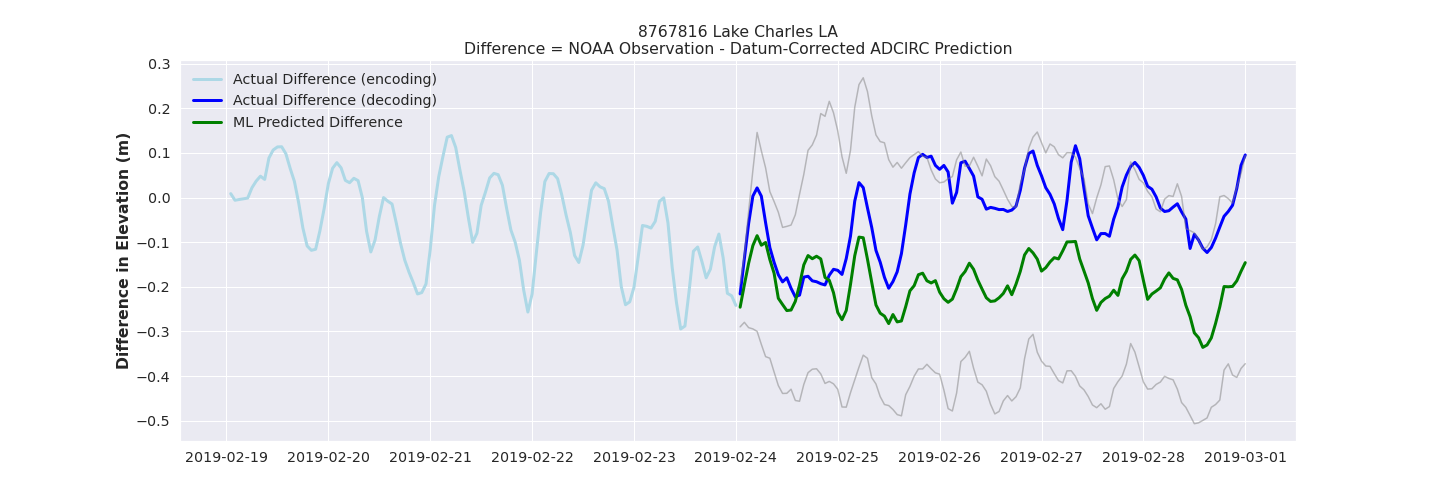 8767816 Lake Charles LA
Difference = NOAA Observation - Datum-Corrected ADCIRC Prediction
Difference in Elevation (m)
0.3
0.2
0.1
0.0
−0.1
−0.2
−0.3
−0.4
−0.5
Actual Difference (encoding)
Actual Difference (decoding)
ML Predicted Difference
2019-02-19 2019-02-20 2019-02-21 2019-02-22 2019-02-23 2019-02-24 2019-02-25 2019-02-26 2019-02-27 2019-02-28 2019-03-01